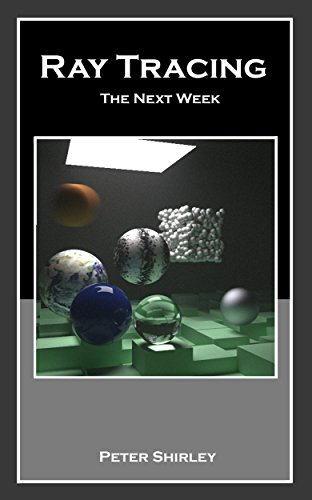 RAY TRACING
THE NEXT WEEK
PETER SHIRLEY